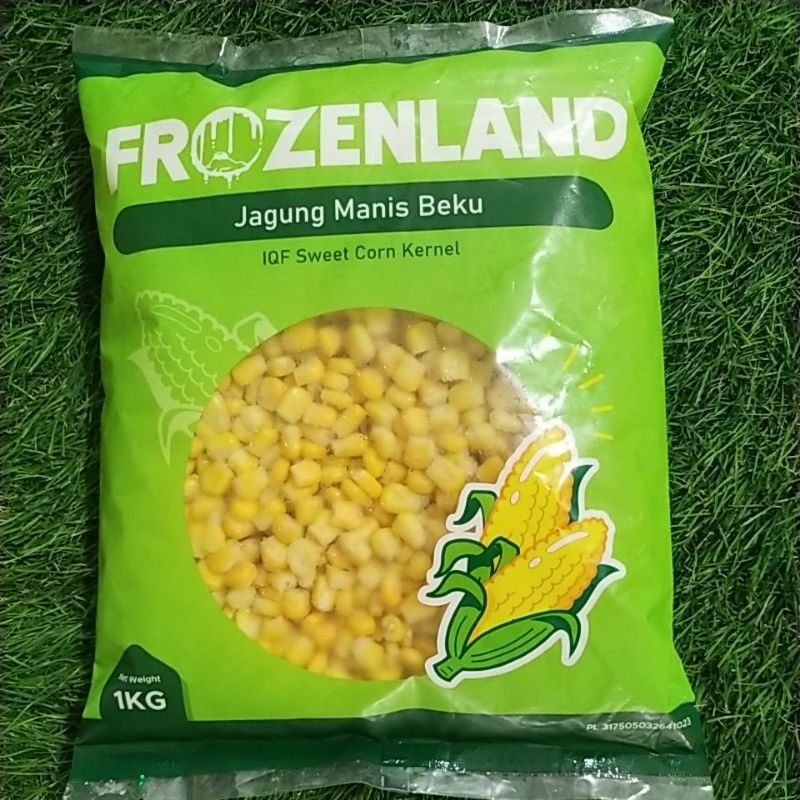 FROZENLAND
Jagung Manis Beku
IQF Sweet Corn Kernel
Net Weight
1KG
PL 317505032641023